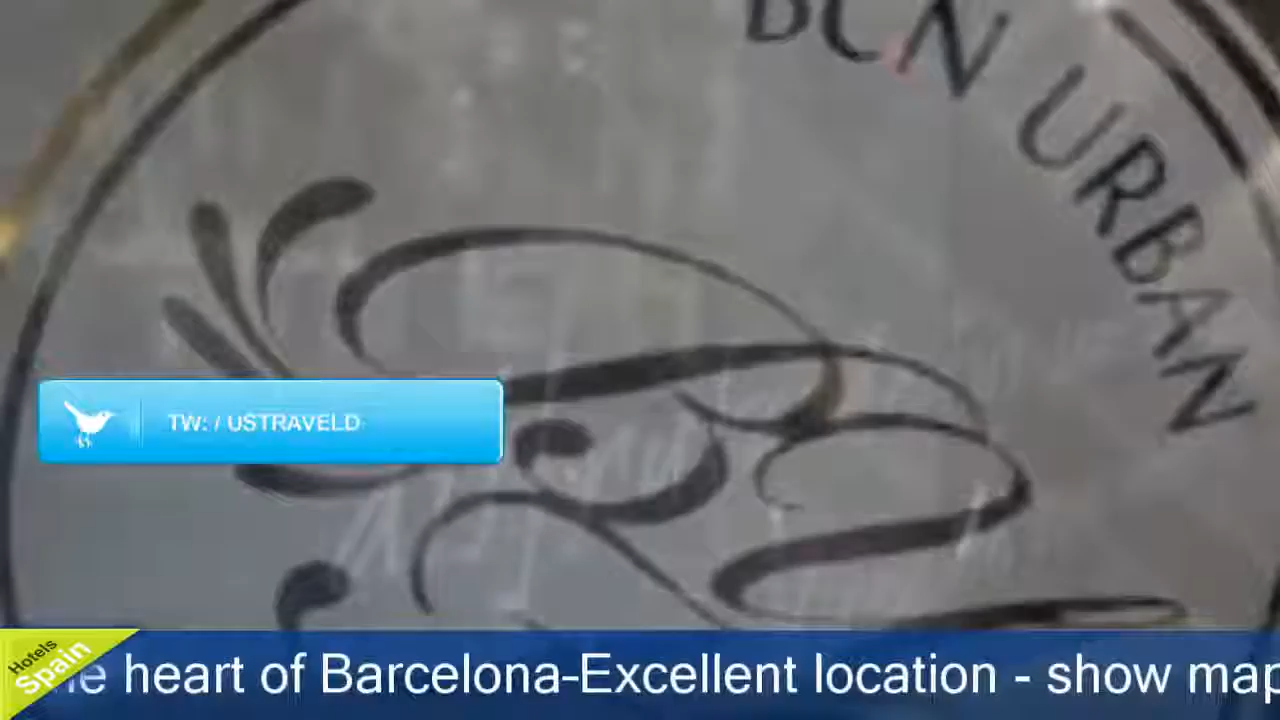 BCN URBAN
TW: / USTRAVELD
Hotels
Spain
heart of Barcelona-Excellent location - show map